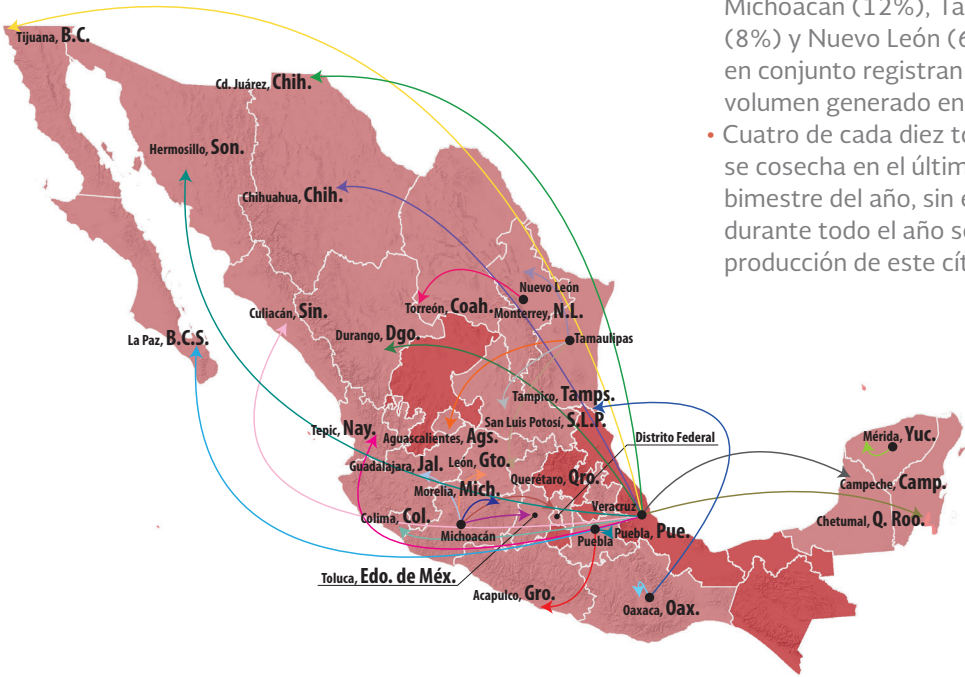 Michoacán (12%), Ta
(8%) y Nuevo León (6
en conjunto registran
volumen generado en
• Cuatro de cada diez to
se cosecha en el últim
bimestre del año, sin e
durante todo el año se
producción de este cít
Tijuana, B.C.
Cd. Juárez, Chih.
Hermosillo, Son.
Chihuahua, Chih.
Nuevo León
Torreón, Coah.
Monterrey, N.L.
Culiacán, Sin.
Durango, Dgo.
La Paz, B.C.S.
Tamaulipas
Tampico, Tamps.
San Luis Potosí, S.L.P.
Tepic, Nay.
Aguascalientes, Ags.
Distrito Federal
Mérida, Yuc.
Guadalajara, Jal.
León, Gto.
Querétaro, Qro.
Campeche, Camp.
Morelia, Mich.
Veracruz
Colima, Col.
Chetumal, Q. Roo.
Michoacán
Puebla
Puebla, Pue.
Toluca, Edo. de Méx.
Acapulco, Gro.
Oaxaca, Oax.